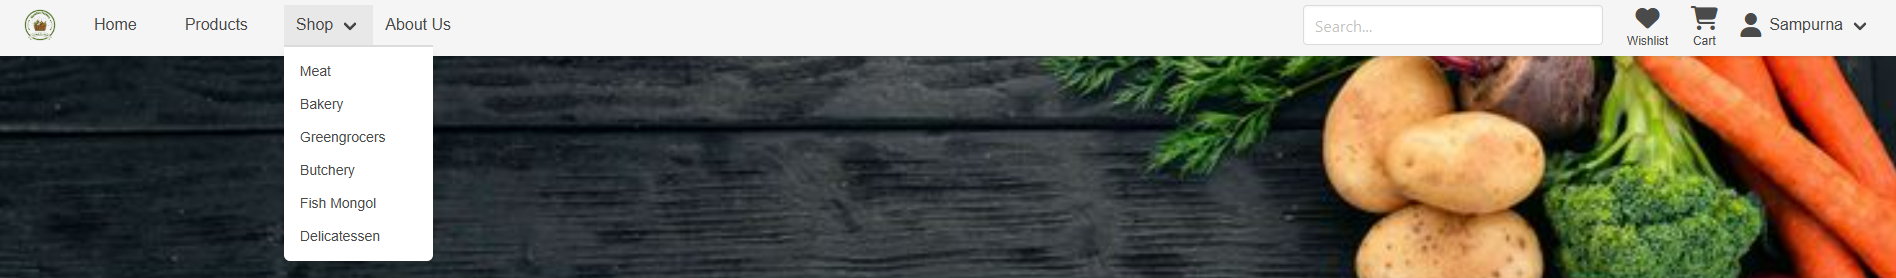 Home Products Shop About Us Search... Wishlist Cart Sampurna
Meat
Bakery
Greengrocers
Butchery
Fish Mongol
Delicatessen